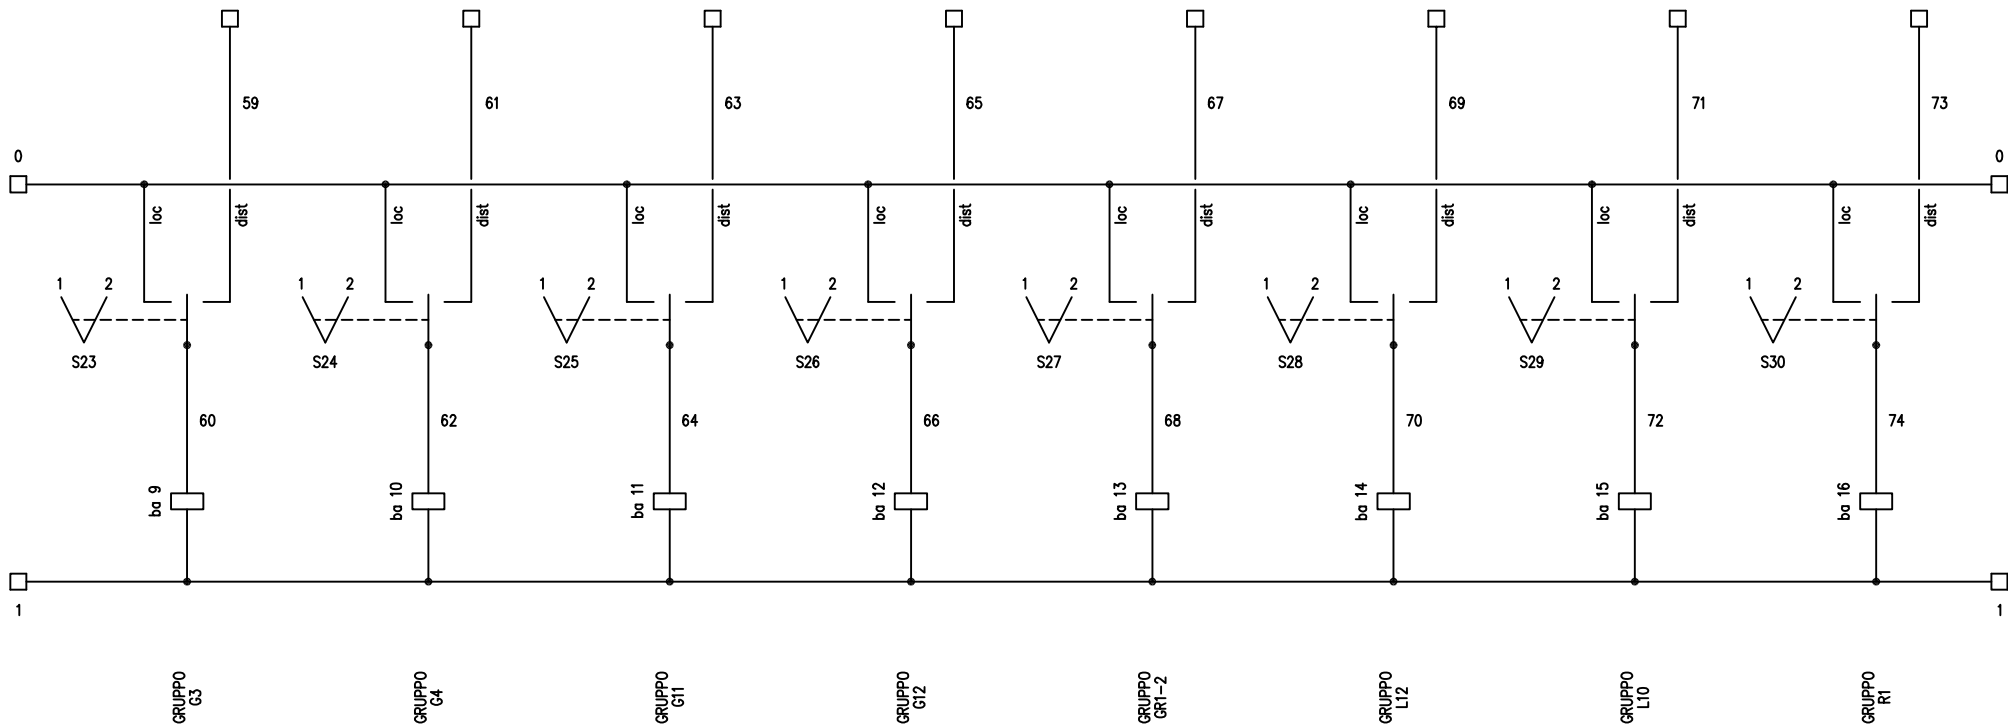 59 61 63 65 67 69 71 73
0 0
loc dist loc dist loc dist loc dist loc dist loc dist loc dist loc dist
1 2 1 2 1 2 1 2 1 2 1 2 1 2 1 2
S23 S24 S25 S26 S27 S28 S29 S30
60 62 64 66 68 70 72 74
ba 9 ba 10 ba 11 ba 12 ba 13 ba 14 ba 15 ba 16
1 1
GRUPPO
G3
GRUPPO
G4
GRUPPO
G11
GRUPPO
G12
GRUPPO
GR1-2
GRUPPO
L12
GRUPPO
L10
GRUPPO
R1